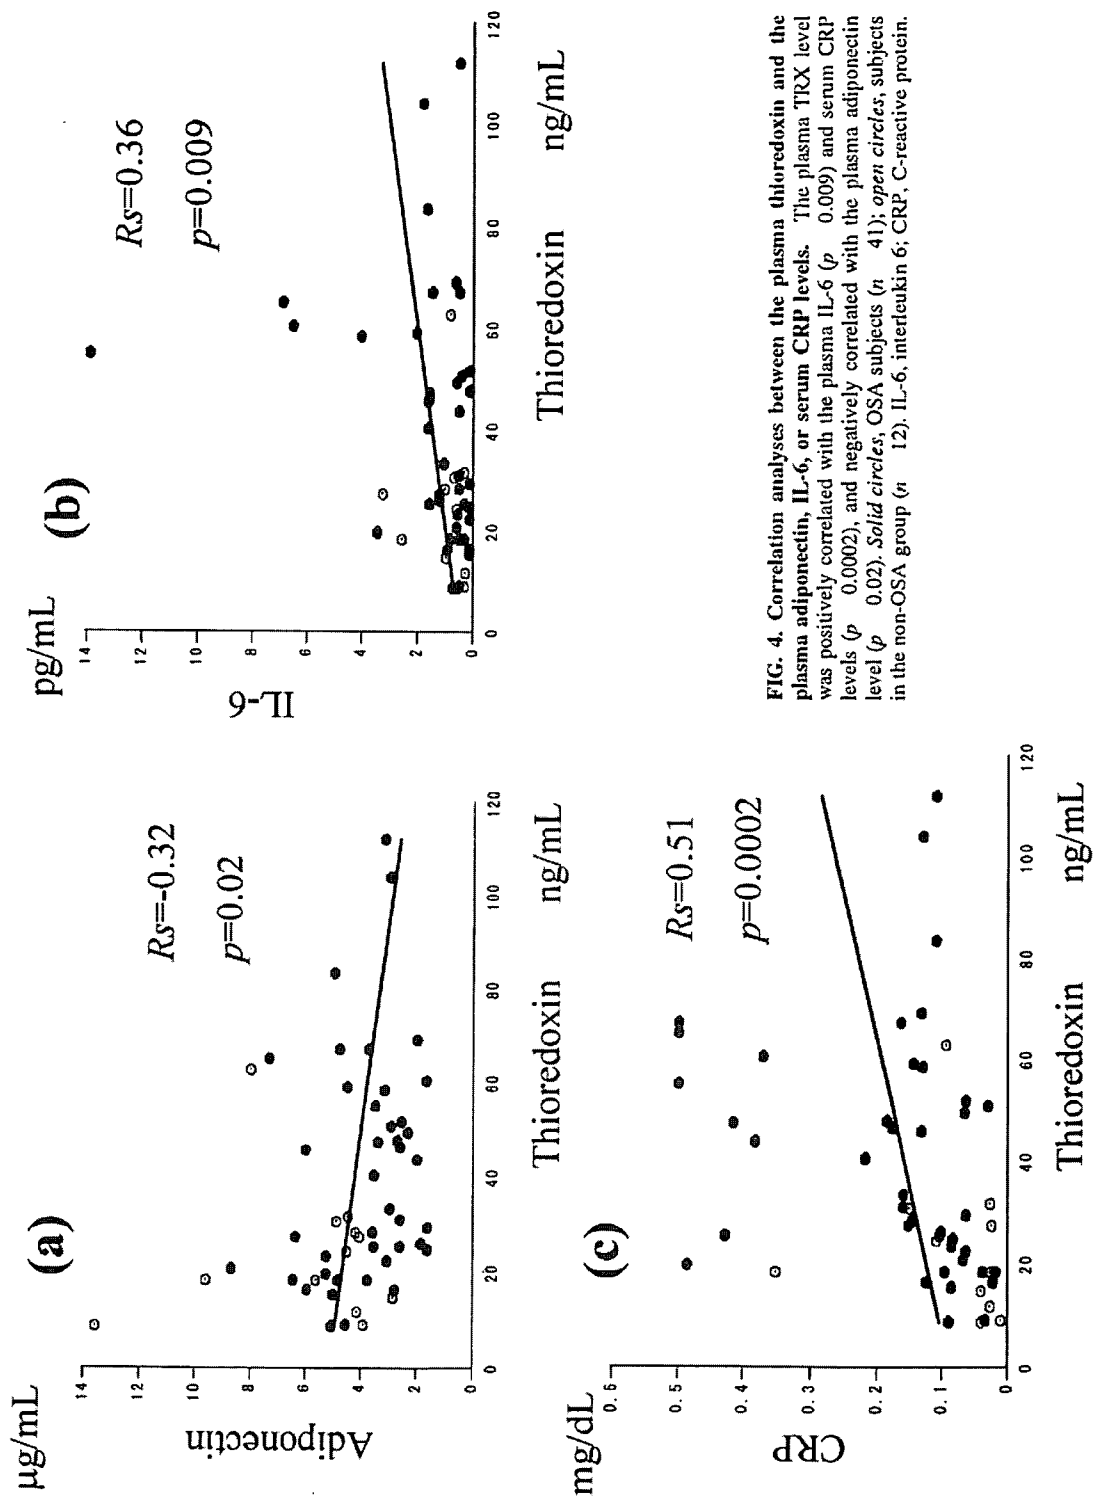 (a)
µg/mL
Adiponectin
14
12
10
8
6
4
2
0
0
20
40
60
80
100
120
Rs=-0.32
p=0.02
Thioredoxin
ng/mL
(b)
pg/mL
IL-6
14
12
10
8
6
4
2
0
0
20
40
60
80
100
120
Rs=0.36
p=0.009
Thioredoxin
ng/mL
(c)
mg/dL
CRP
0.6
0.5
0.4
0.3
0.2
0.1
0
0
20
40
60
80
100
120
Rs=0.51
p=0.0002
Thioredoxin
ng/mL
FIG. 4. Correlation analyses between the plasma thioredoxin and the
plasma adiponectin, IL-6, or serum CRP levels. The plasma TRX level
was positively correlated with the plasma IL-6 (p 0.009) and serum CRP
levels (p 0.0002), and negatively correlated with the plasma adiponectin
level (p 0.02). Solid circles, OSA subjects (n 41); open circles, subjects
in the non-OSA group (n 12). IL-6, interleukin 6; CRP, C-reactive protein.